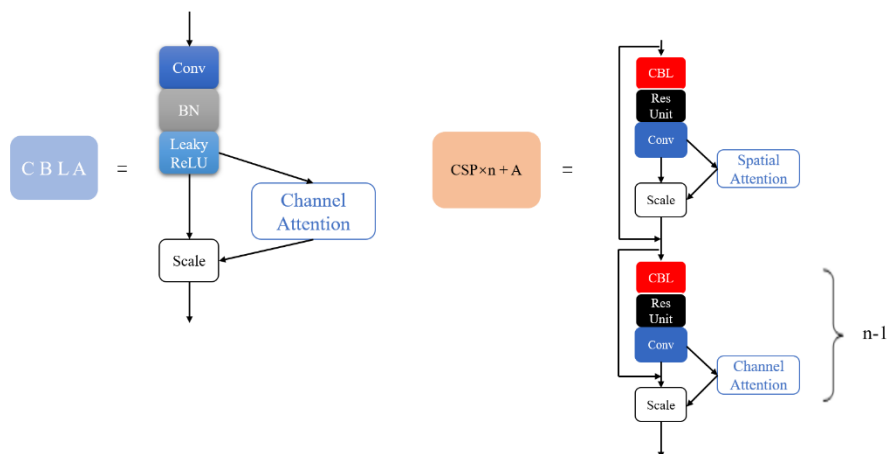 C B L A
=
Conv
BN
Leaky
ReLU
Channel
Attention
Scale
CSP×n + A
=
CBL
Res
Unit
Conv
Spatial
Attention
Scale
CBL
Res
Unit
Conv
Channel
Attention
Scale
n-1